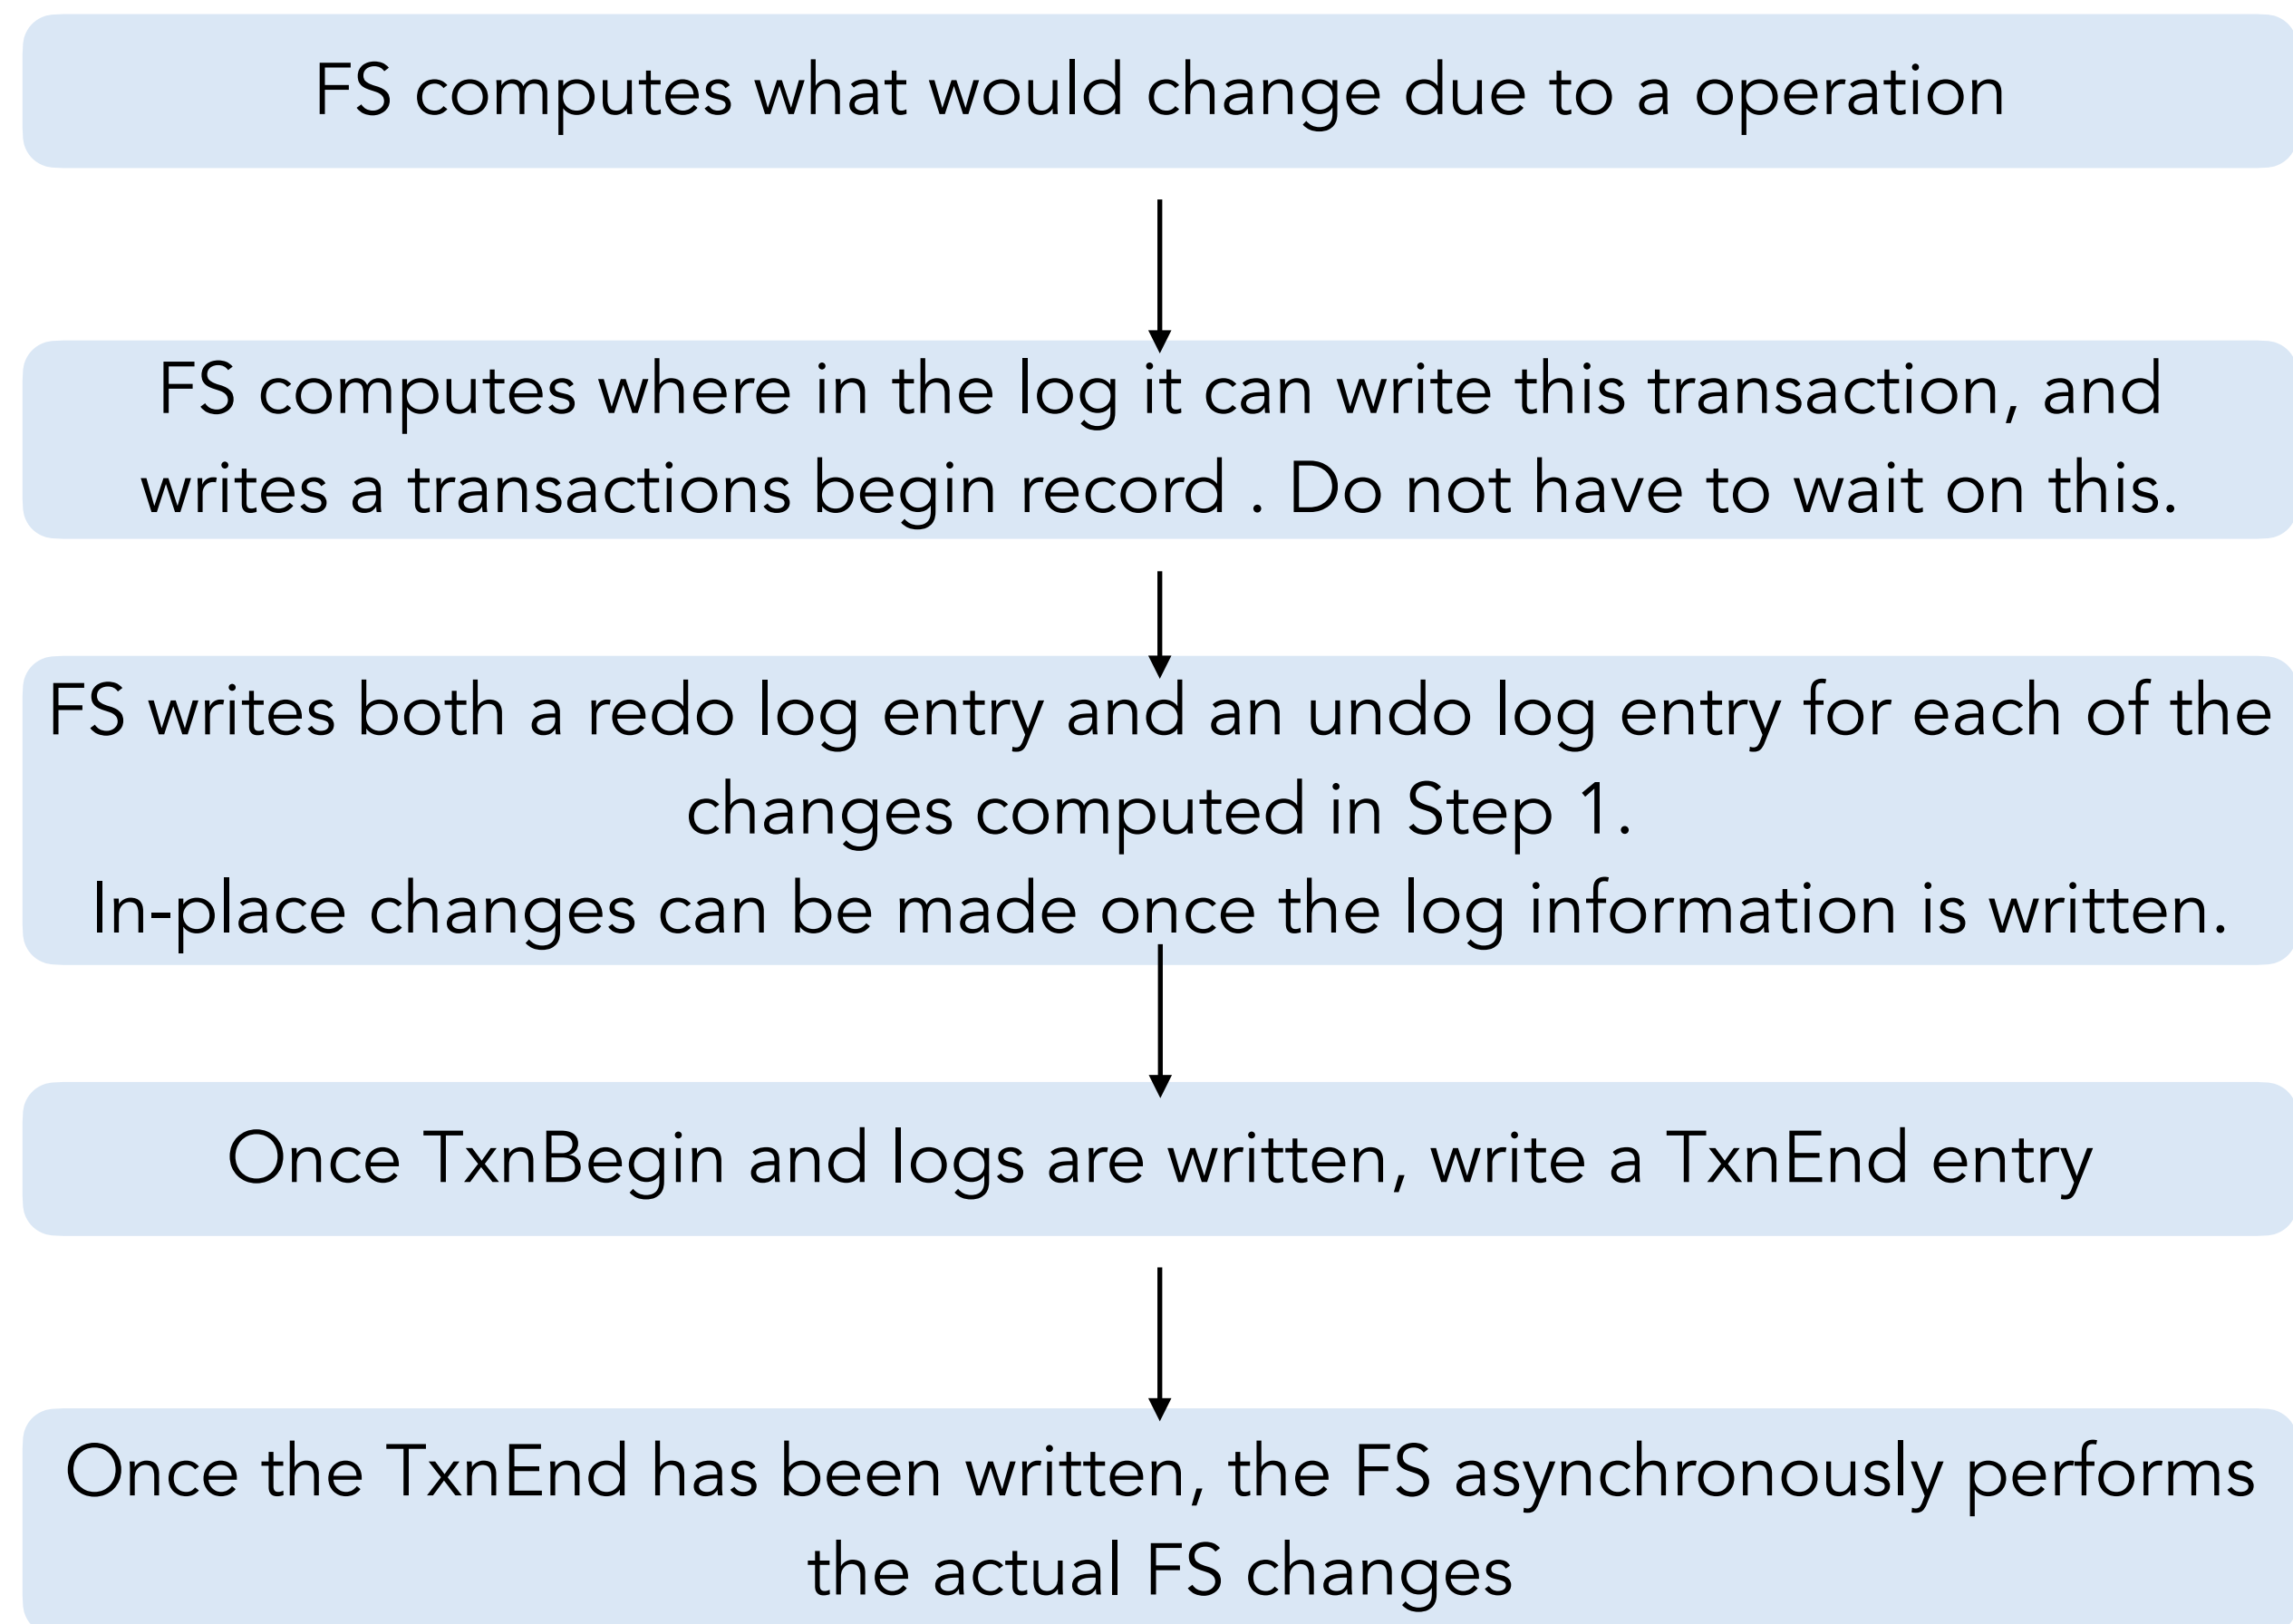 FS computes what would change due to a operation
FS computes where in the log it can write this transaction, and
writes a transactions begin record . Do not have to wait on this.
FS writes both a redo log entry and an undo log entry for each of the
changes computed in Step 1.
In-place changes can be made once the log information is written.
Once TxnBegin and logs are written, write a TxnEnd entry
Once the TxnEnd has been written, the FS asynchronously performs
the actual FS changes